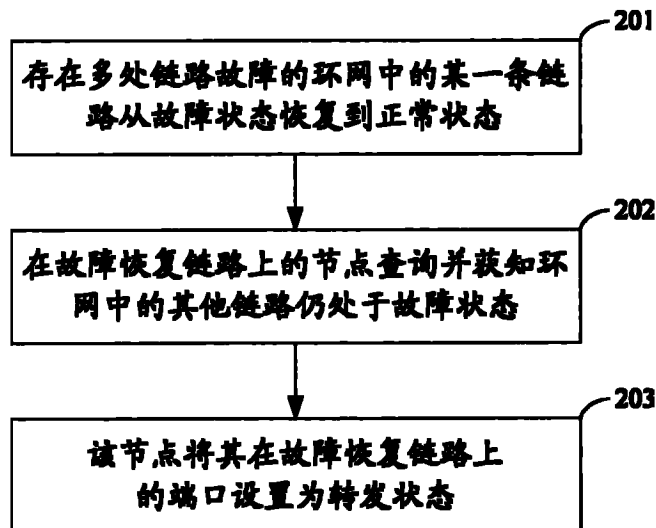 201
存在多处链路故障的环网中的某一条链
路从故障状态恢复到正常状态
202
在故障恢复链路上的节点查询并获知环
网中的其他链路仍处于故障状态
203
该节点将其在故障恢复链路上
的端口设置为转发状态